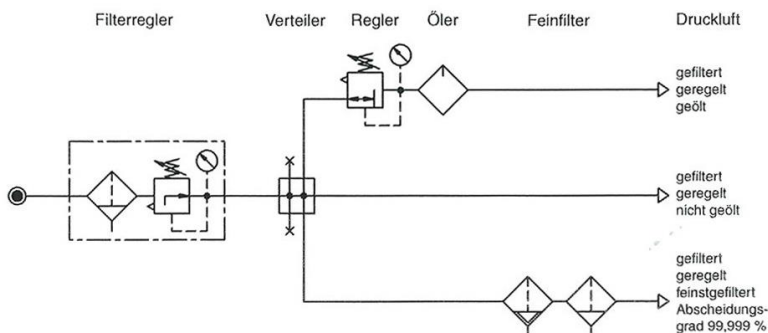 Filterregler Verteiler Regler Öler Feinfilter Druckluft
gefiltert
geregelt
geölt
gefiltert
geregelt
nicht geölt
gefiltert
geregelt
feinstgefiltert
Abscheidungs-
grad 99,999 %